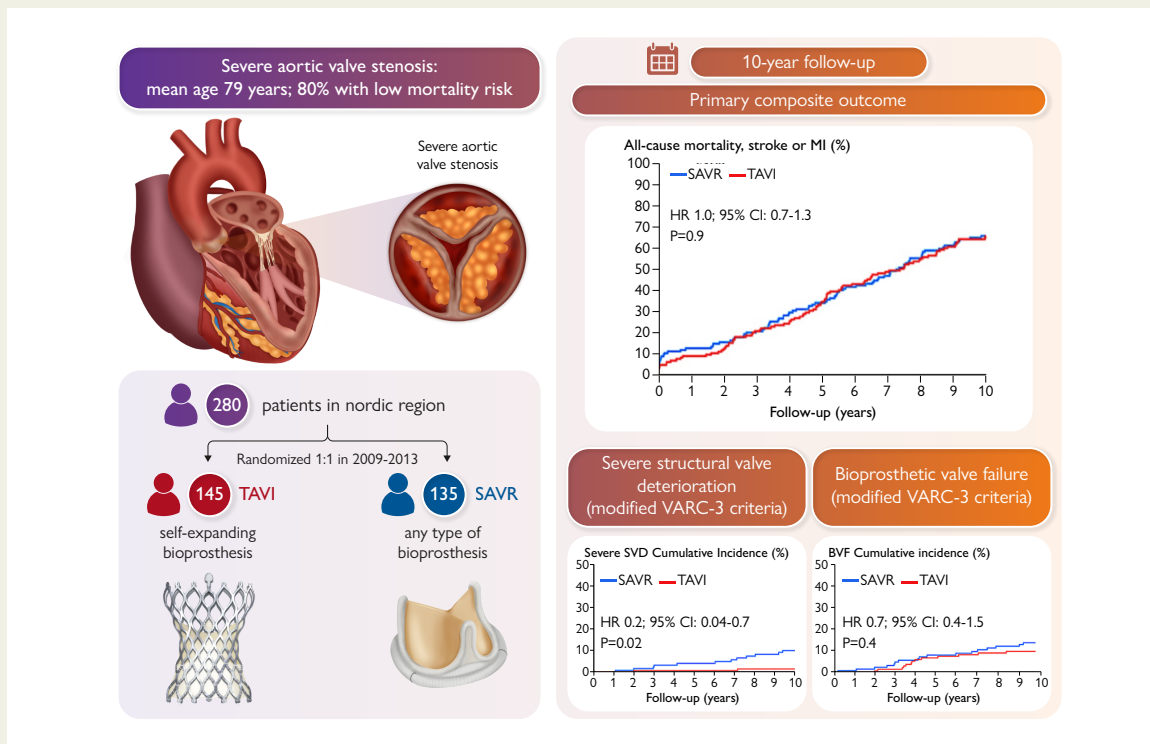 Severe aortic valve stenosis:
mean age 79 years; 80% with low mortality risk
Severe aortic
valve stenosis
280
patients in nordic region
Randomized 1:1 in 2009-2013
145
TAVI
135
SAVR
self-expanding
bioprosthesis
any type of
bioprosthesis
10-year follow-up
Primary composite outcome
All-cause mortality, stroke or MI (%)
100
90
80
70
60
50
40
30
20
10
0
SAVR TAVI
HR 1.0; 95% CI: 0.7-1.3
P=0.9
0 1 2 3 4 5 6 7 8 9 10
Follow-up (years)
Severe structural valve
deterioration
(modified VARC-3 criteria)
Severe SVD Cumulative Incidence (%)
50
40
30
20
10
0
SAVR TAVI
HR 0.2; 95% CI: 0.04-0.7
P=0.02
0 1 2 3 4 5 6 7 8 9 10
Follow-up (years)
Bioprosthetic valve failure
(modified VARC-3 criteria)
BVF Cumulative incidence (%)
50
40
30
20
10
0
SAVR TAVI
HR 0.7; 95% CI: 0.4-1.5
P=0.4
0 1 2 3 4 5 6 7 8 9 10
Follow-up (years)